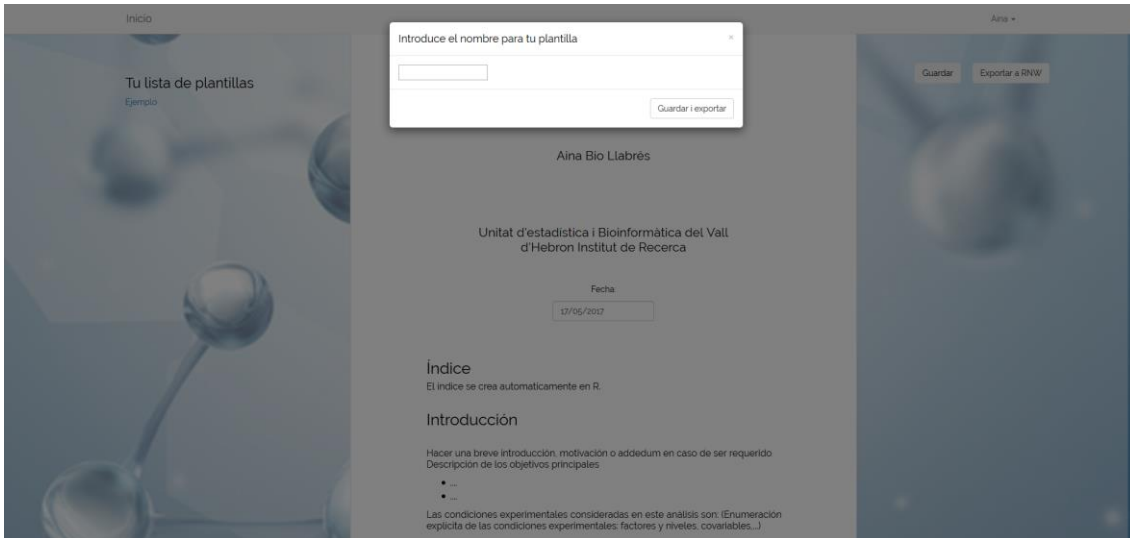 Inicio
Aina
Introduce el nombre para tu plantilla
×
Guardar i exportar
Tu lista de plantillas
Ejemplo
Guardar
Exportar a RNW
Aina Bio Llabrés
Unitat d'estadística i Bioinformàtica del Vall
d'Hebron Institut de Recerca
Fecha:
17/05/2017
Índice
El índice se crea automaticamente en R.
Introducción
Hacer una breve introducción, motivación o addedum en caso de ser requerido
Descripción de los objetivos principales
• ....
• ....
Las condiciones experimentales consideradas en este análisis son: (Enumeración
explícita de las condiciones experimentales: factores y niveles, covariables,...)